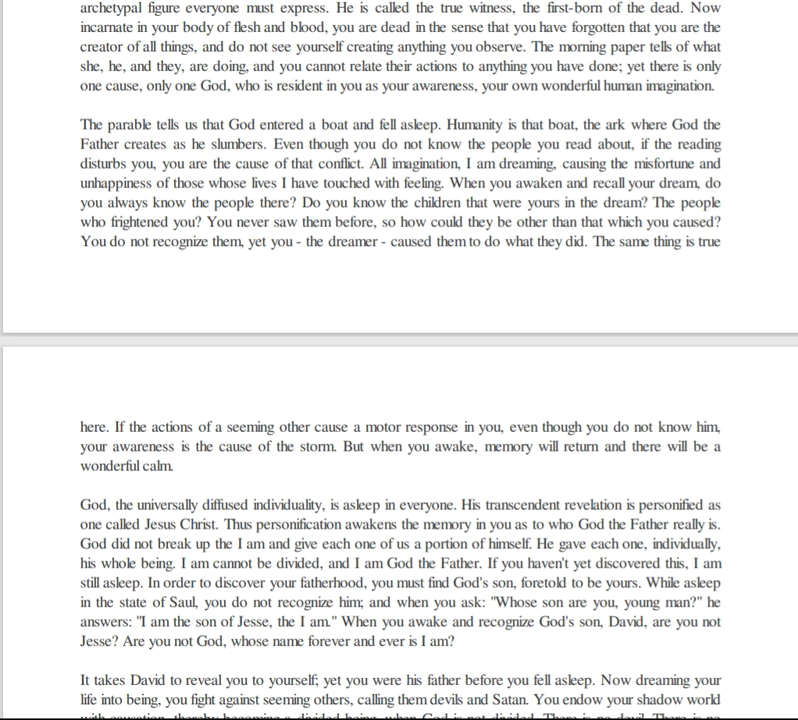 archetypal figure everyone must express. He is called the true witness, the first-born of the dead. Now
incarnate in your body of flesh and blood, you are dead in the sense that you have forgotten that you are the
creator of all things, and do not see yourself creating anything you observe. The morning paper tells of what
she, he, and they, are doing, and you cannot relate their actions to anything you have done; yet there is only
one cause, only one God, who is resident in you as your awareness, your own wonderful human imagination.
The parable tells us that God entered a boat and fell asleep. Humanity is that boat, the ark where God the
Father creates as he slumbers. Even though you do not know the people you read about, if the reading
disturbs you, you are the cause of that conflict. All imagination, I am dreaming, causing the misfortune and
unhappiness of those whose lives I have touched with feeling. When you awaken and recall your dream, do
you always know the people there? Do you know the children that were yours in the dream? The people
who frightened you? You never saw them before, so how could they be other than that which you caused?
You do not recognize them, yet you - the dreamer - caused them to do what they did. The same thing is true
here. If the actions of a seeming other cause a motor response in you, even though you do not know him,
your awareness is the cause of the storm. But when you awake, memory will return and there will be a
wonderful calm.
God, the universally diffused individuality, is asleep in everyone. His transcendent revelation is personified as
one called Jesus Christ. Thus personification awakens the memory in you as to who God the Father really is.
God did not break up the I am and give each one of us a portion of himself. He gave each one, individually,
his whole being. I am cannot be divided, and I am God the Father. If you haven't yet discovered this, I am
still asleep. In order to discover your fatherhood, you must find God's son, foretold to be yours. While asleep
in the state of Saul, you do not recognize him; and when you ask: "Whose son are you, young man?" he
answers: "I am the son of Jesse, the I am." When you awake and recognize God's son, David, are you not
Jesse? Are you not God, whose name forever and ever is I am?
It takes David to reveal you to yourself; yet you were his father before you fell asleep. Now dreaming your
life into being, you fight against seeming others, calling them devils and Satan. You endow your shadow world
with causation, thereby becoming a divided being, when God is not divided. There is no devil. There is no